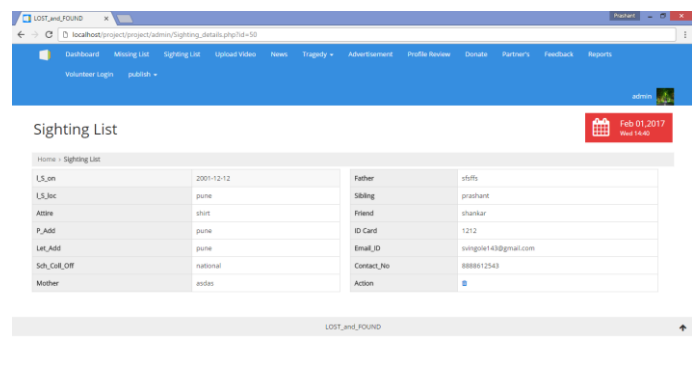 LOST_and_FOUND
Prashant
localhost/project/project/admin/Sighting_details.php?id=50
Dashboard Missing List Sighting List Upload Video News Tragedy Advertisement Profile Review Donate Partner's Feedback Reports
Volunteer Login publish
admin
Sighting List
Feb 01,2017
Wed 14:40
Home › Sighting List
l_S_on 2001-12-12 Father sfsffs
l_S_loc pune Sibling prashant
Attire shirt Friend shankar
P_Add pune ID Card 1212
Let_Add pune Email_ID svingole143@gmail.com
Sch_Coll_Off national Contact_No 8888612543
Mother asdas Action
LOST_and_FOUND